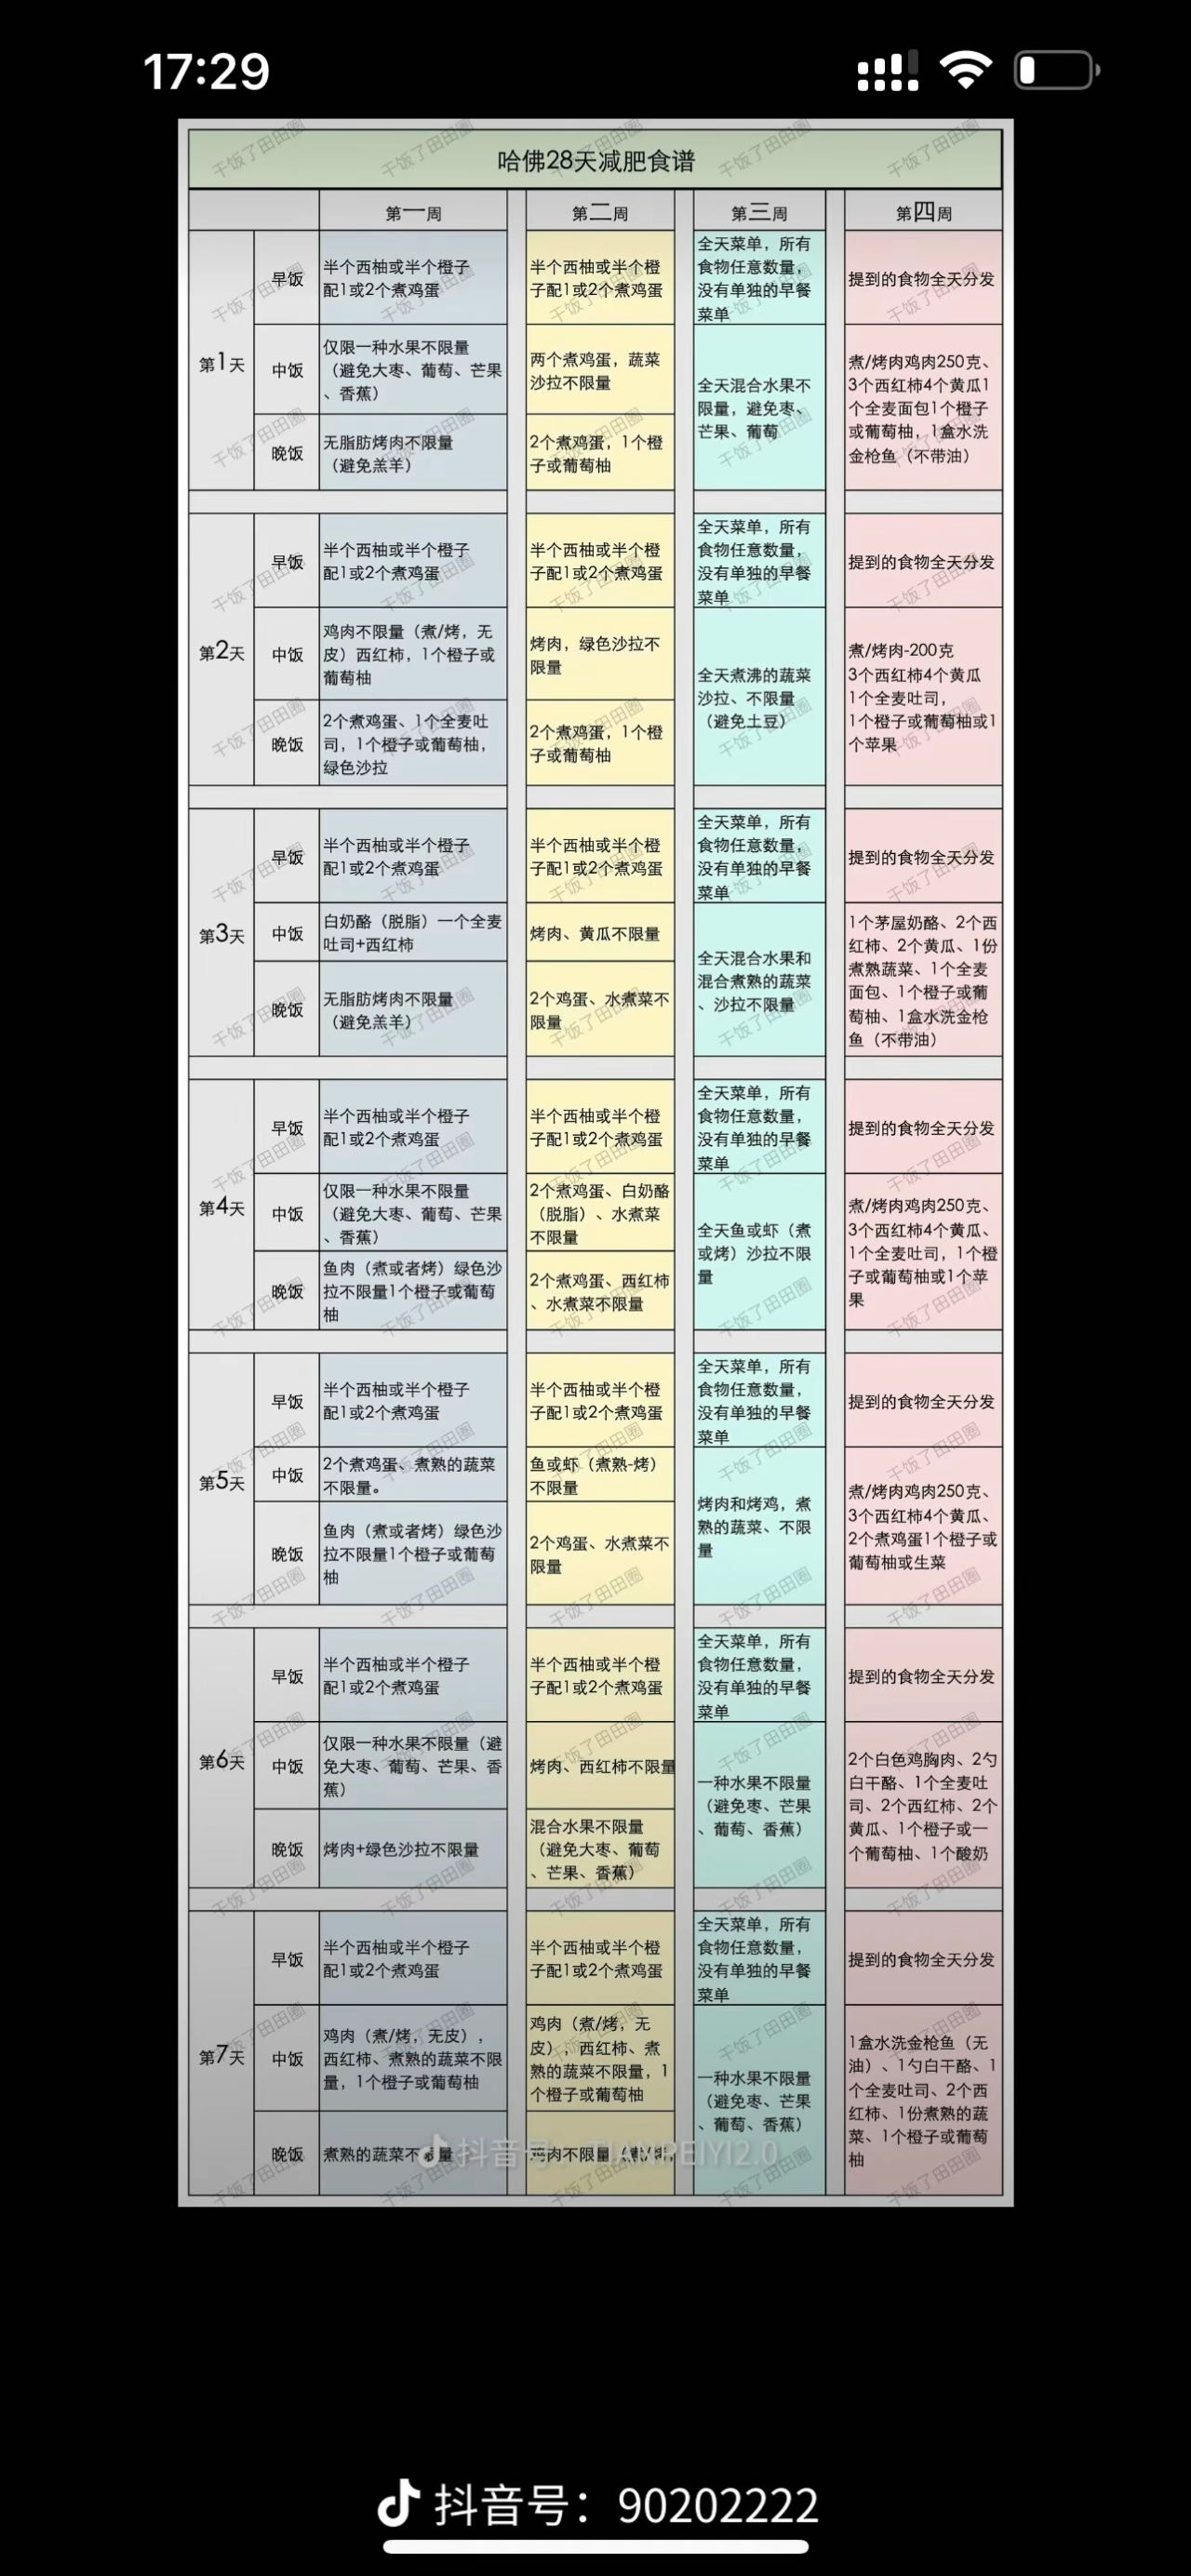 17:29
哈佛28天减肥食谱
第一周
第二周
第三周
第四周
第1天
早饭
半个西柚或半个橙子
配1或2个煮鸡蛋
半个西柚或半个橙
子配1或2个煮鸡蛋
全天菜单，所有
食物任意数量，
没有单独的早餐
菜单
提到的食物全天分发
中饭
仅限一种水果不限量
（避免大枣、葡萄、芒果
、香蕉）
两个煮鸡蛋，蔬菜
沙拉不限量
全天混合水果不
限量，避免枣、
芒果、葡萄
煮/烤肉鸡肉250克、
3个西红柿4个黄瓜1
个全麦面包1个橙子
或葡萄柚，1盒水洗
金枪鱼（不带油）
晚饭
无脂肪烤肉不限量
（避免羔羊）
2个煮鸡蛋，1个橙
子或葡萄柚
第2天
早饭
半个西柚或半个橙子
配1或2个煮鸡蛋
半个西柚或半个橙
子配1或2个煮鸡蛋
全天菜单，所有
食物任意数量，
没有单独的早餐
菜单
提到的食物全天分发
中饭
鸡肉不限量（煮/烤，无
皮）西红柿，1个橙子或
葡萄柚
烤肉，绿色沙拉不
限量
全天煮沸的蔬菜
沙拉、不限量
（避免土豆）
煮/烤肉-200克
3个西红柿4个黄瓜
1个全麦吐司，
1个橙子或葡萄柚或1
个苹果
晚饭
2个煮鸡蛋、1个全麦吐
司，1个橙子或葡萄柚，
绿色沙拉
2个煮鸡蛋，1个橙
子或葡萄柚
第3天
早饭
半个西柚或半个橙子
配1或2个煮鸡蛋
半个西柚或半个橙
子配1或2个煮鸡蛋
全天菜单，所有
食物任意数量，
没有单独的早餐
菜单
提到的食物全天分发
中饭
白奶酪（脱脂）一个全麦
吐司+西红柿
烤肉、黄瓜不限量
全天混合水果和
混合煮熟的蔬菜
、沙拉不限量
1个茅屋奶酪、2个西
红柿、2个黄瓜、1份
煮熟蔬菜、1个全麦
面包、1个橙子或葡
萄柚、1盒水洗金枪
鱼（不带油）
晚饭
无脂肪烤肉不限量
（避免羔羊）
2个鸡蛋、水煮菜不
限量
第4天
早饭
半个西柚或半个橙子
配1或2个煮鸡蛋
半个西柚或半个橙
子配1或2个煮鸡蛋
全天菜单，所有
食物任意数量，
没有单独的早餐
菜单
提到的食物全天分发
中饭
仅限一种水果不限量
（避免大枣、葡萄、芒果
、香蕉）
2个煮鸡蛋、白奶酪
（脱脂）、水煮菜
不限量
全天鱼或虾（煮
或烤）沙拉不限
量
煮/烤肉鸡肉250克、
3个西红柿4个黄瓜、
1个全麦吐司，1个橙
子或葡萄柚或1个苹
果
晚饭
鱼肉（煮或者烤）绿色沙
拉不限量1个橙子或葡萄
柚
2个煮鸡蛋、西红柿
、水煮菜不限量
第5天
早饭
半个西柚或半个橙子
配1或2个煮鸡蛋
半个西柚或半个橙
子配1或2个煮鸡蛋
全天菜单，所有
食物任意数量，
没有单独的早餐
菜单
提到的食物全天分发
中饭
2个煮鸡蛋、煮熟的蔬菜
不限量。
鱼或虾（煮熟-烤）
不限量
烤肉和烤鸡，煮
熟的蔬菜、不限
量
煮/烤肉鸡肉250克、
3个西红柿4个黄瓜、
2个煮鸡蛋1个橙子或
葡萄柚或生菜
晚饭
鱼肉（煮或者烤）绿色沙
拉不限量1个橙子或葡萄
柚
2个鸡蛋、水煮菜不
限量
第6天
早饭
半个西柚或半个橙子
配1或2个煮鸡蛋
半个西柚或半个橙
子配1或2个煮鸡蛋
全天菜单，所有
食物任意数量，
没有单独的早餐
菜单
提到的食物全天分发
中饭
仅限一种水果不限量（避
免大枣、葡萄、芒果、香
蕉）
烤肉、西红柿不限量
一种水果不限量
（避免枣、芒果
、葡萄、香蕉）
2个白色鸡胸肉、2勺
白干酪、1个全麦吐
司、2个西红柿、2个
黄瓜、1个橙子或一
个葡萄柚、1个酸奶
晚饭
烤肉+绿色沙拉不限量
混合水果不限量
（避免大枣、葡萄
、芒果、香蕉）
第7天
早饭
半个西柚或半个橙子
配1或2个煮鸡蛋
半个西柚或半个橙
子配1或2个煮鸡蛋
全天菜单，所有
食物任意数量，
没有单独的早餐
菜单
提到的食物全天分发
中饭
鸡肉（煮/烤，无皮），
西红柿、煮熟的蔬菜不限
量，1个橙子或葡萄柚
鸡肉（煮/烤，无
皮），西红柿、煮
熟的蔬菜不限量，1
个橙子或葡萄柚
一种水果不限量
（避免枣、芒果
、葡萄、香蕉）
1盒水洗金枪鱼（无
油）、1勺白干酪、1
个全麦吐司、2个西
红柿、1份煮熟的蔬
菜、1个橙子或葡萄
柚
晚饭
煮熟的蔬菜不限量
肉不限量
抖音号：
干饭了田田圈
抖音号：90202222